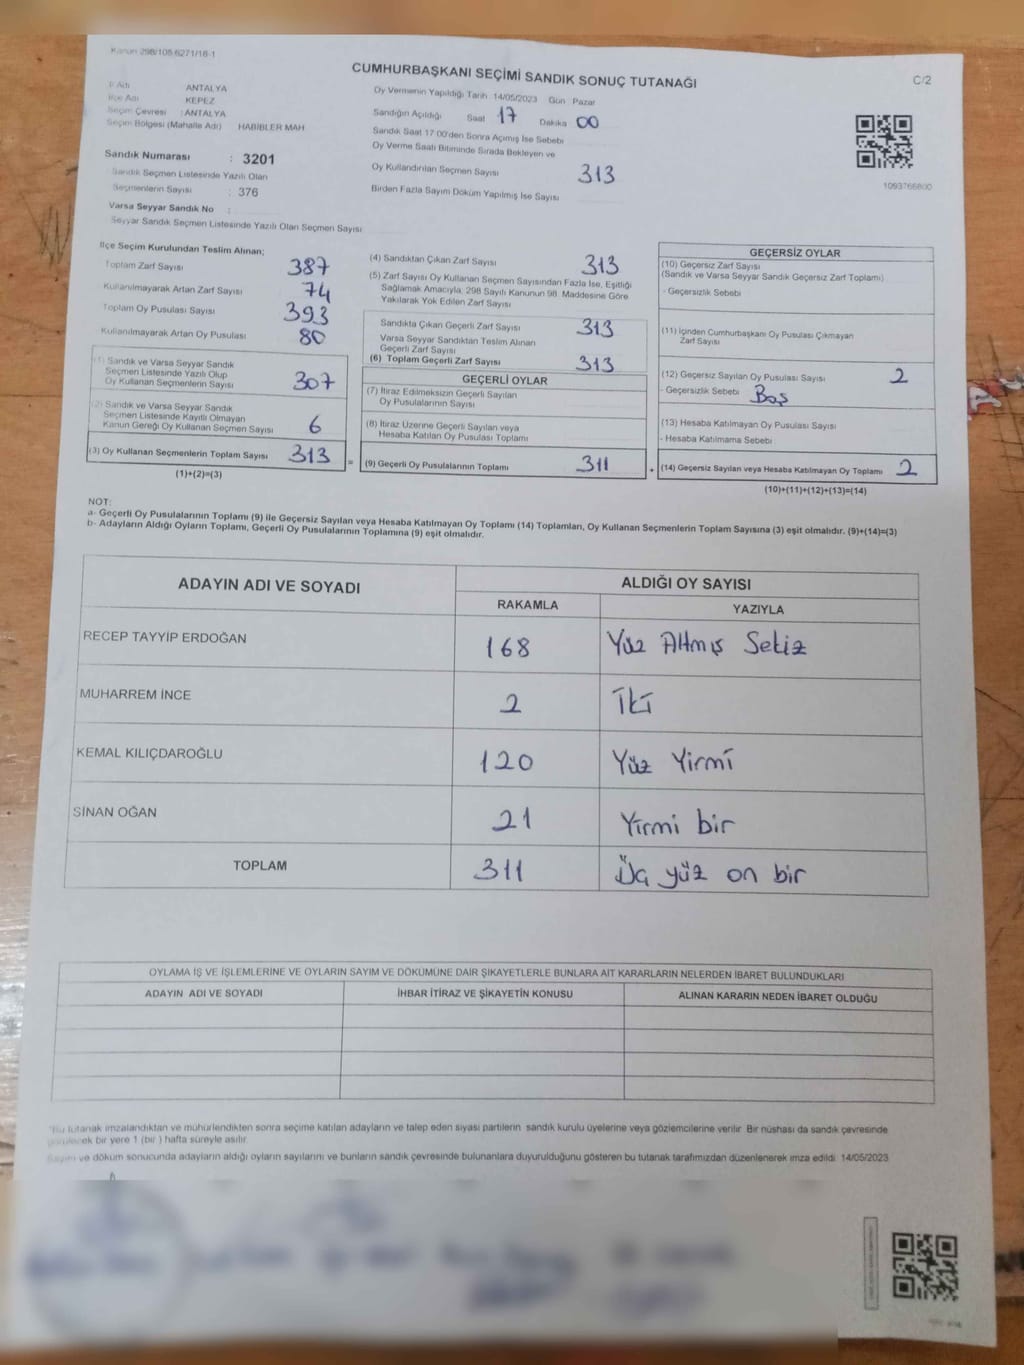 Kanun 298/105 6271/18-1
CUMHURBAŞKANI SEÇİMİ SANDIK SONUÇ TUTANAĞI
C/2
İl Adı ANTALYA
İlçe Adı KEPEZ
Seçim Çevresi : ANTALYA
Seçim Bölgesi (Mahalle Adı) HABİBLER MAH
Sandık Numarası : 3201
Sandık Seçmen Listesinde Yazılı Olan
Seçmenlerin Sayısı : 376
Varsa Seyyar Sandık No :
Seyyar Sandık Seçmen Listesinde Yazılı Olan Seçmen Sayısı
Oy Vermenin Yapıldığı Tarih 14/05/2023 Gün Pazar
Sandığın Açıldığı Saat 17 Dakika 00
Sandık Saat 17 00'den Sonra Açımış İse Sebebi
Oy Verme Saati Bitiminde Sırada Bekleyen ve
Oy Kullandırılan Seçmen Sayısı 313
Birden Fazla Sayım Döküm Yapılmış İse Sayısı
1093766800
İlçe Seçim Kurulundan Teslim Alınan;
Toplam Zarf Sayısı 387
Kullanılmayarak Artan Zarf Sayısı 74
Toplam Oy Pusulası Sayısı 393
Kullanılmayarak Artan Oy Pusulası 80
(1) Sandık ve Varsa Seyyar Sandık
Seçmen Listesinde Yazılı Olup
Oy Kullanan Seçmenlerin Sayısı 307
(2) Sandık ve Varsa Seyyar Sandık
Seçmen Listesinde Kayıtlı Olmayan
Kanun Gereği Oy Kullanan Seçmen Sayısı 6
(3) Oy Kullanan Seçmenlerin Toplam Sayısı 313 =
(1)+(2)=(3)
(4) Sandıktan Çıkan Zarf Sayısı 313
(5) Zarf Sayısı Oy Kullanan Seçmen Sayısından Fazla İse, Eşitliği
Sağlamak Amacıyla, 298 Sayılı Kanunun 98. Maddesine Göre
Yakılarak Yok Edilen Zarf Sayısı
Sandıkta Çıkan Geçerli Zarf Sayısı 313
Varsa Seyyar Sandıktan Teslim Alınan
Geçerli Zarf Sayısı
(6) Toplam Geçerli Zarf Sayısı 313
GEÇERLİ OYLAR
(7) İtiraz Edilmeksizin Geçerli Sayılan
Oy Pusulalarının Sayısı
(8) İtiraz Üzerine Geçerli Sayılan veya
Hesaba Katılan Oy Pusulası Toplamı
(9) Geçerli Oy Pusulalarının Toplamı 311 +
GEÇERSİZ OYLAR
(10) Geçersiz Zarf Sayısı
(Sandık ve Varsa Seyyar Sandık Geçersiz Zarf Toplamı)
- Geçersizlik Sebebi
(11) İçinden Cumhurbaşkanı Oy Pusulası Çıkmayan
Zarf Sayısı
(12) Geçersiz Sayılan Oy Pusulası Sayısı 2
- Geçersizlik Sebebi Boş
(13) Hesaba Katılmayan Oy Pusulası Sayısı
- Hesaba Katılmama Sebebi
(14) Geçersiz Sayılan veya Hesaba Katılmayan Oy Toplamı 2
(10)+(11)+(12)+(13)=(14)
NOT:
a- Geçerli Oy Pusulalarının Toplamı (9) ile Geçersiz Sayılan veya Hesaba Katılmayan Oy Toplamı (14) Toplamları, Oy Kullanan Seçmenlerin Toplam Sayısına (3) eşit olmalıdır. (9)+(14)=(3)
b- Adayların Aldığı Oyların Toplamı, Geçerli Oy Pusulalarının Toplamına (9) eşit olmalıdır.
ADAYIN ADI VE SOYADI ALDIĞI OY SAYISI
RAKAMLA YAZIYLA
RECEP TAYYİP ERDOĞAN 168 Yüz Altmış Sekiz
MUHARREM İNCE 2 İki
KEMAL KILIÇDAROĞLU 120 Yüz Yirmi
SİNAN OĞAN 21 Yirmi bir
TOPLAM 311 Üç yüz on bir
OYLAMA İŞ VE İŞLEMLERİNE VE OYLARIN SAYIM VE DÖKÜMÜNE DAİR ŞİKAYETLERLE BUNLARA AİT KARARLARIN NELERDEN İBARET BULUNDUKLARI
ADAYIN ADI VE SOYADI İHBAR İTİRAZ VE ŞİKAYETİN KONUSU ALINAN KARARIN NEDEN İBARET OLDUĞU
*Bu tutanak imzalandıktan ve mühürlendikten sonra seçime katılan adayların ve talep eden siyasi partilerin sandık kurulu üyelerine veya gözlemcilerine verilir. Bir nüshası da sandık çevresinde
görülecek bir yere 1 (bir ) hafta süreyle asılır.
Sayım ve döküm sonucunda adayların aldığı oyların sayılarını ve bunların sandık çevresinde bulunanlara duyurulduğunu gösteren bu tutanak tarafımızdan düzenlenerek imza edildi. 14/05/2023